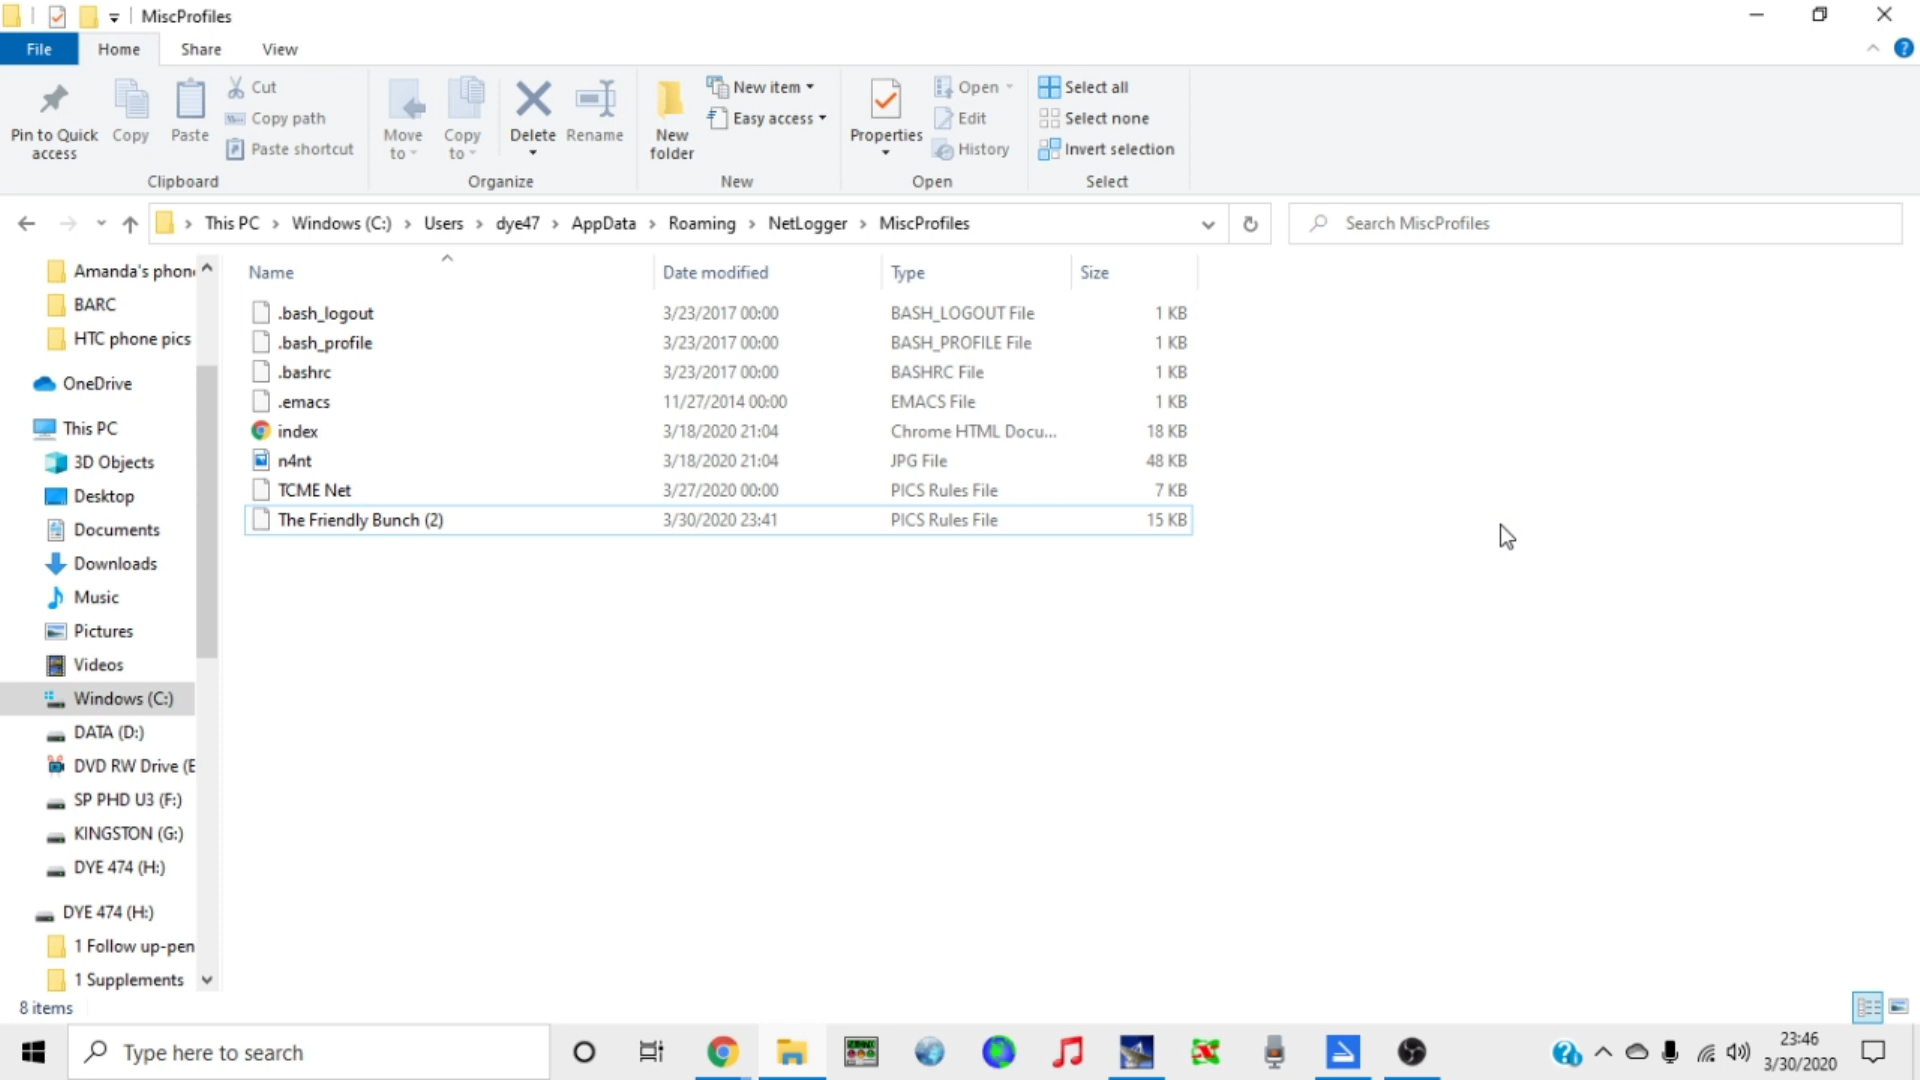 MiscProfiles
File Home Share View
Pin to Quick access
Copy
Paste
Cut
Copy path
Paste shortcut
Clipboard
Move to
Copy to
Delete
Rename
Organize
New folder
New item
Easy access
New
Properties
Open
Edit
History
Open
Select all
Select none
Invert selection
Select
This PC › Windows (C:) › Users › dye47 › AppData › Roaming › NetLogger › MiscProfiles
Search MiscProfiles
Amanda's phon
BARC
HTC phone pics
OneDrive
This PC
3D Objects
Desktop
Documents
Downloads
Music
Pictures
Videos
Windows (C:)
DATA (D:)
DVD RW Drive (E
SP PHD U3 (F:)
KINGSTON (G:)
DYE 474 (H:)
DYE 474 (H:)
1 Follow up-pen
1 Supplements
Name Date modified Type Size
.bash_logout 3/23/2017 00:00 BASH_LOGOUT File 1 KB
.bash_profile 3/23/2017 00:00 BASH_PROFILE File 1 KB
.bashrc 3/23/2017 00:00 BASHRC File 1 KB
.emacs 11/27/2014 00:00 EMACS File 1 KB
index 3/18/2020 21:04 Chrome HTML Docu... 18 KB
n4nt 3/18/2020 21:04 JPG File 48 KB
TCME Net 3/27/2020 00:00 PICS Rules File 7 KB
The Friendly Bunch (2) 3/30/2020 23:41 PICS Rules File 15 KB
8 items
Type here to search
23:46
3/30/2020